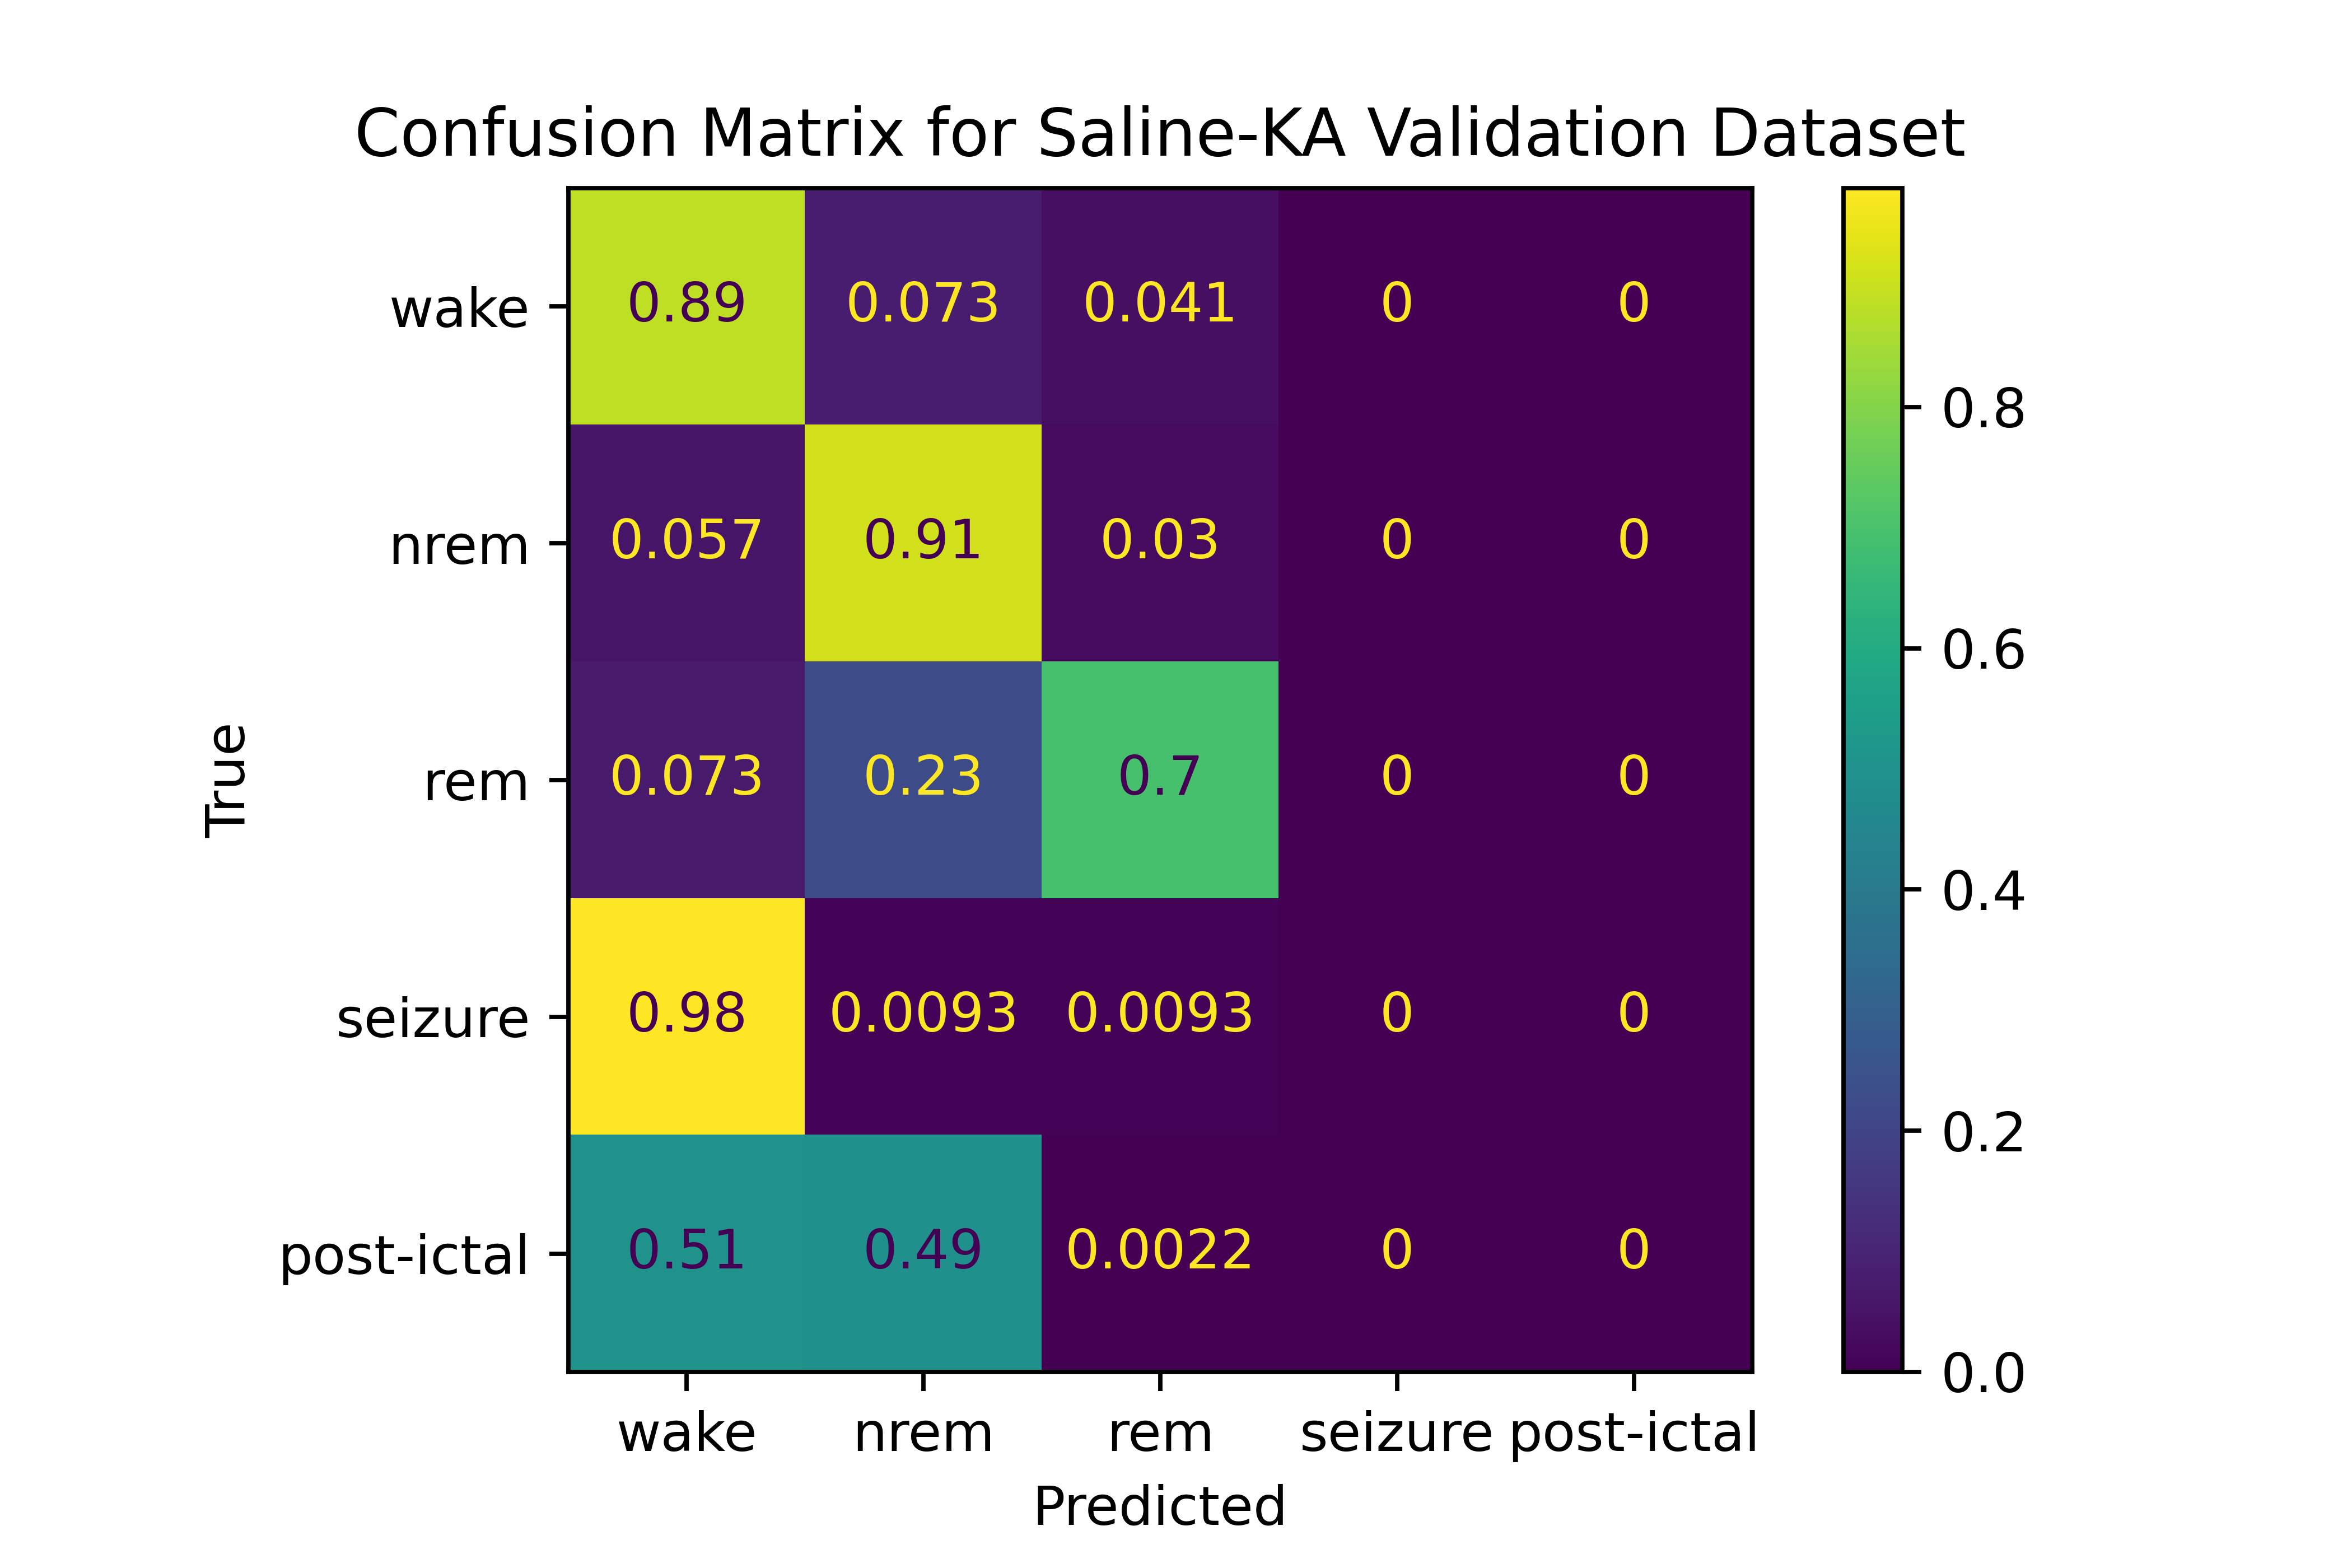 Confusion Matrix for Saline-KA Validation Dataset
True
wake 0.89 0.073 0.041 0 0
nrem 0.057 0.91 0.03 0 0
rem 0.073 0.23 0.7 0 0
seizure 0.98 0.0093 0.0093 0 0
post-ictal 0.51 0.49 0.0022 0 0
wake nrem rem seizure post-ictal
Predicted
0.8
0.6
0.4
0.2
0.0